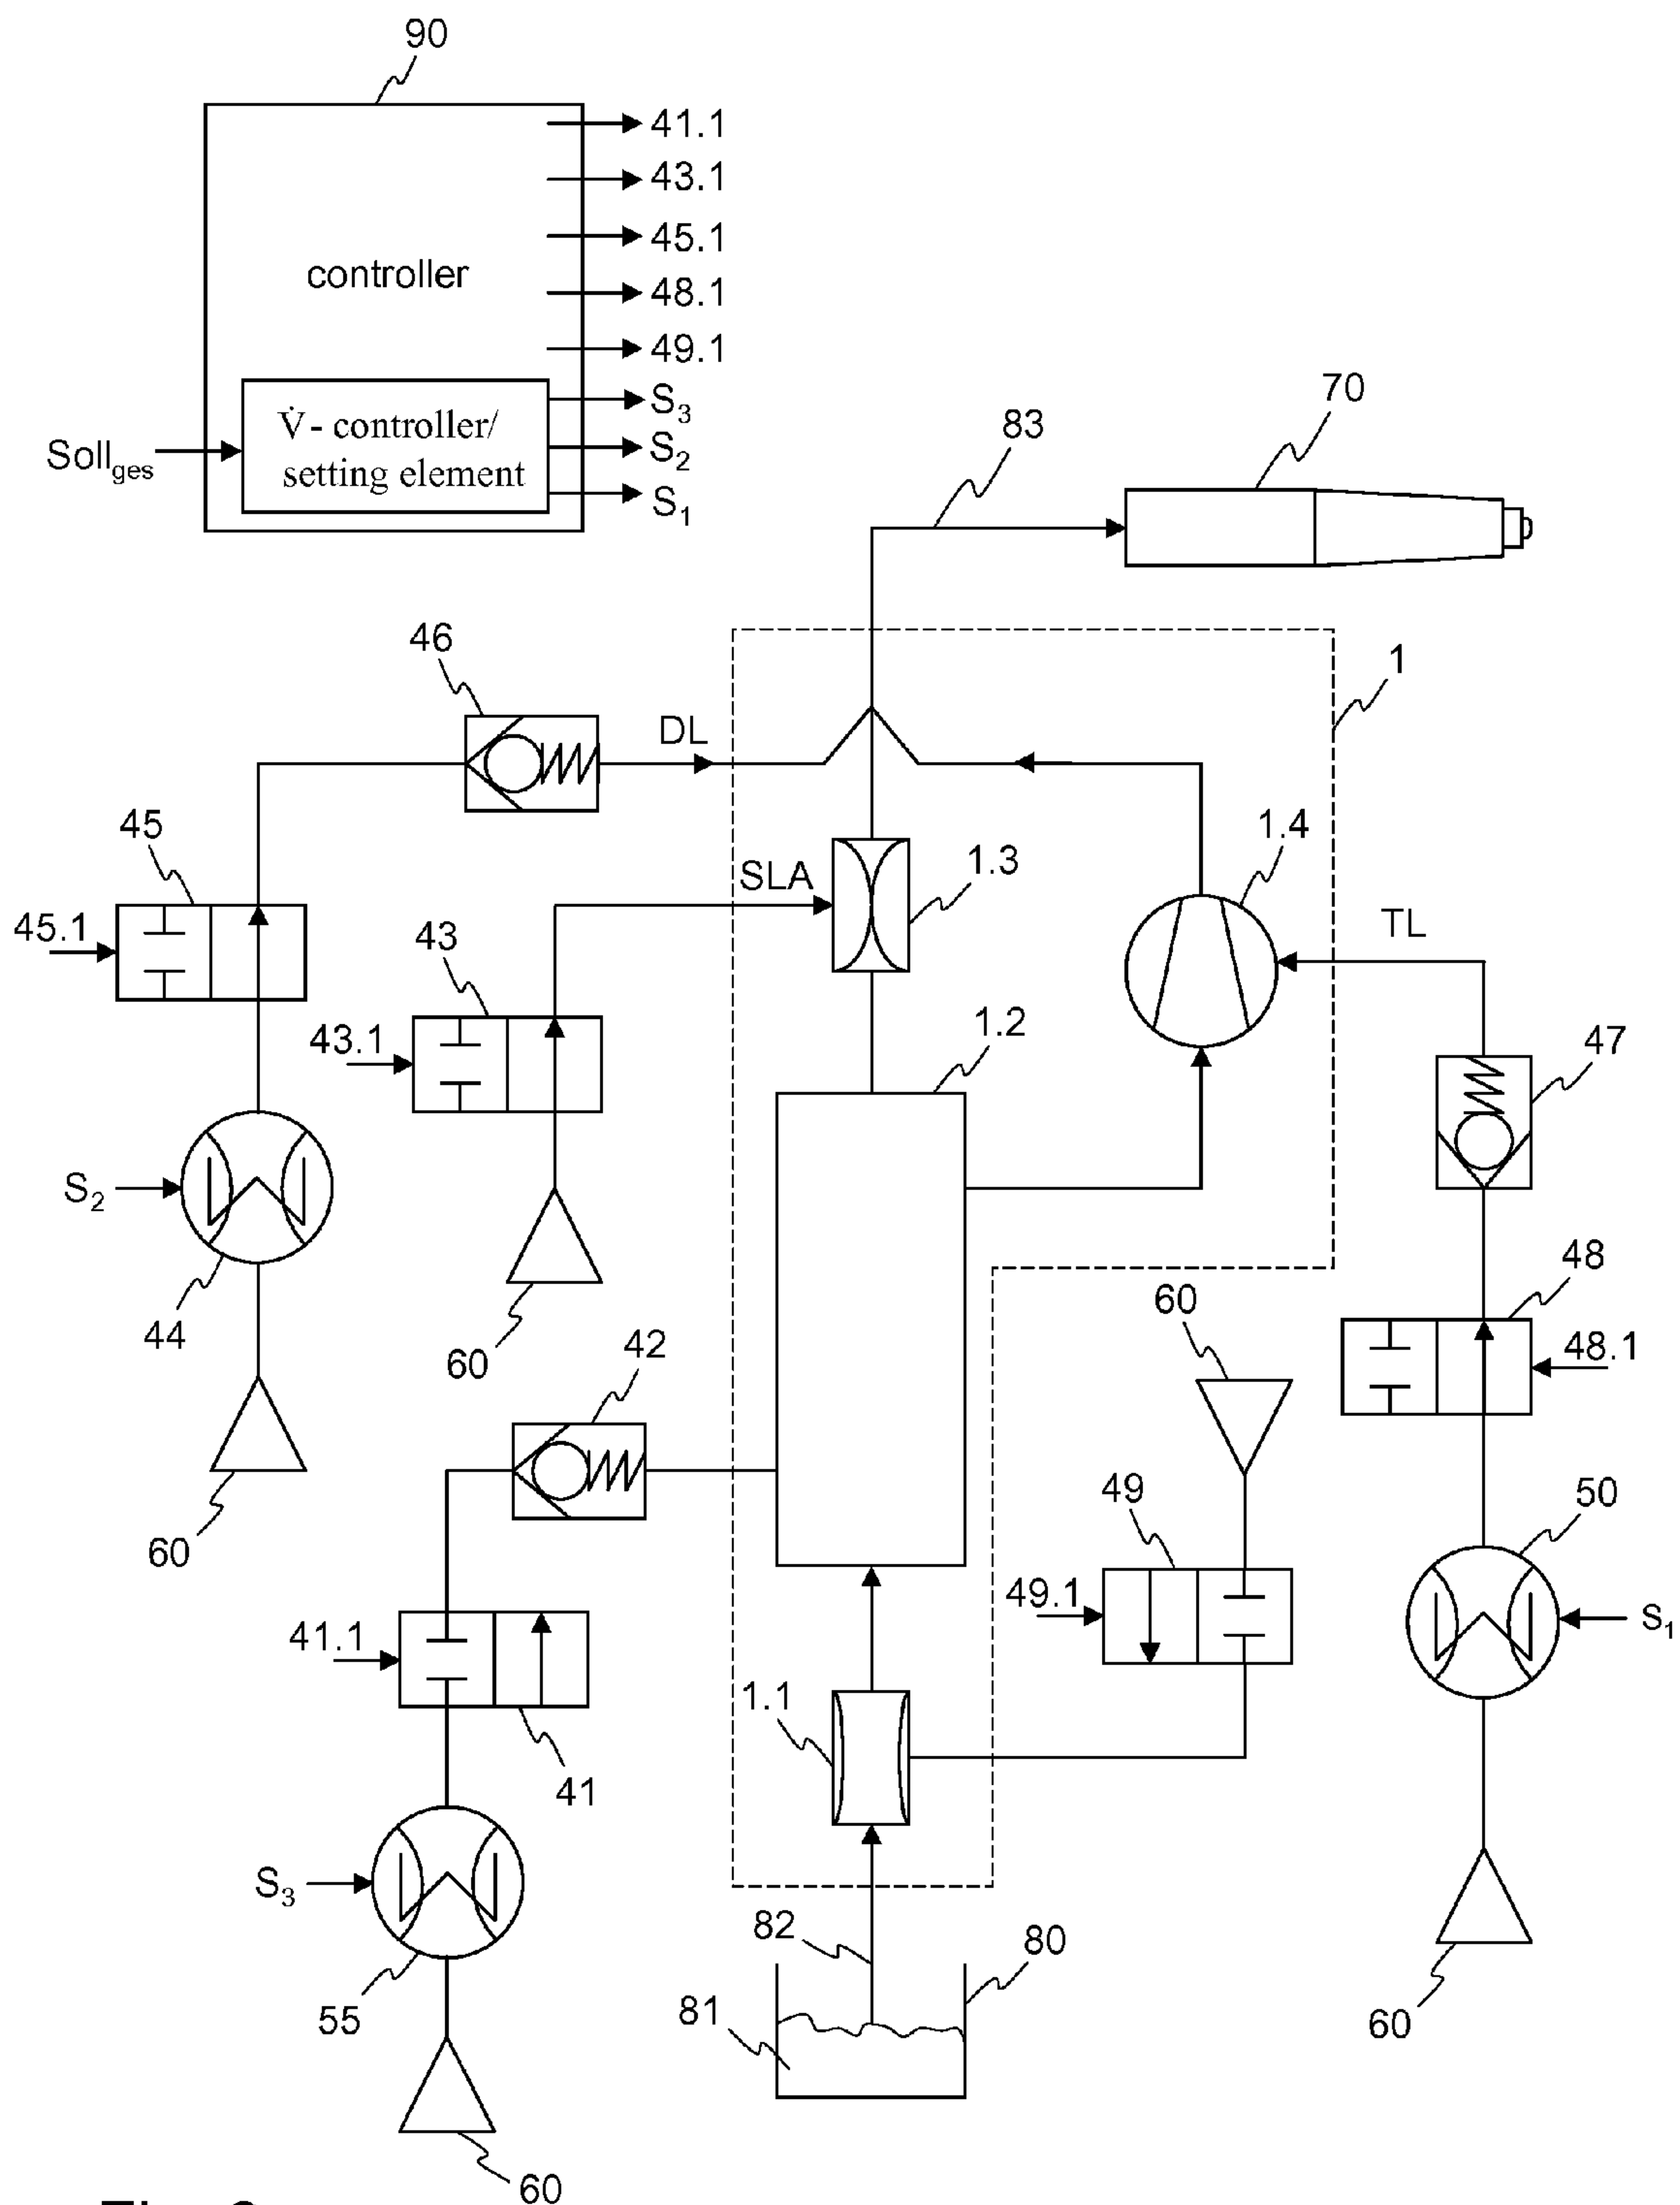 90
41.1
43.1
45.1
controller
48.1
49.1
S3
V̇ - controller/
Sollges
S2
setting element
S1
70
83
46
1
DL
45
1.4
1.3
SLA
45.1
TL
43
43.1
1.2
47
S2
48
44
60
42
60
48.1
49
50
60
49.1
S1
41.1
1.1
41
S3
82
80
81
55
60
60